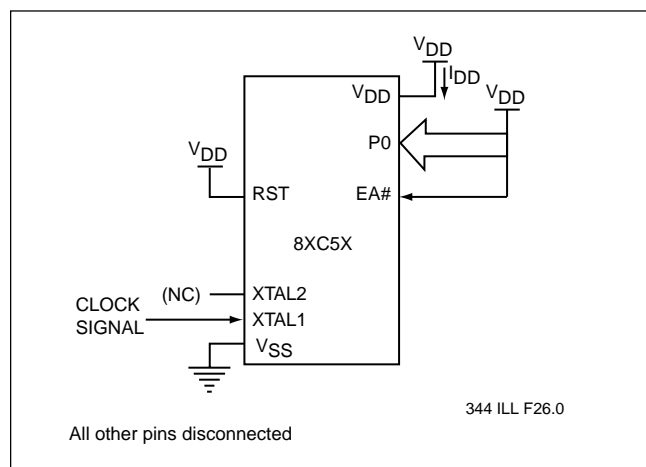 VDD
IDD
VDD
VDD
P0
VDD
RST
EA#
8XC5X
(NC)
XTAL2
CLOCK
SIGNAL
XTAL1
VSS
344 ILL F26.0
All other pins disconnected